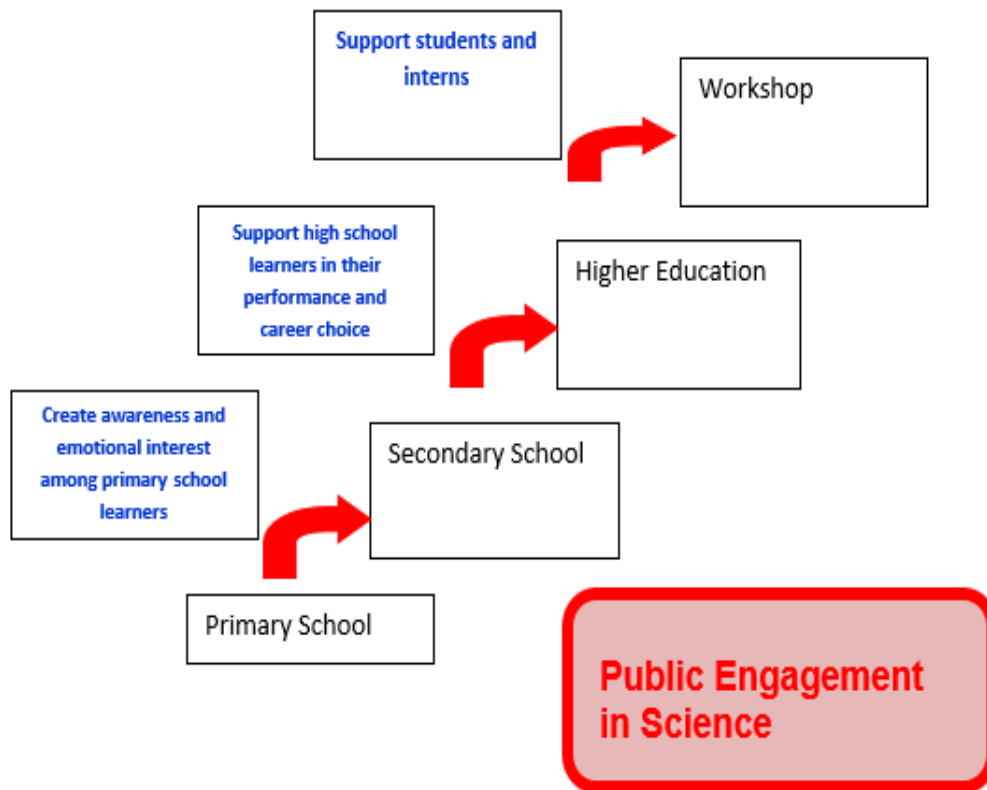 Support students and
interns
Workshop
Support high school
learners in their
performance and
career choice
Higher Education
Create awareness and
emotional interest
among primary school
learners
Secondary School
Primary School
Public Engagement
in Science